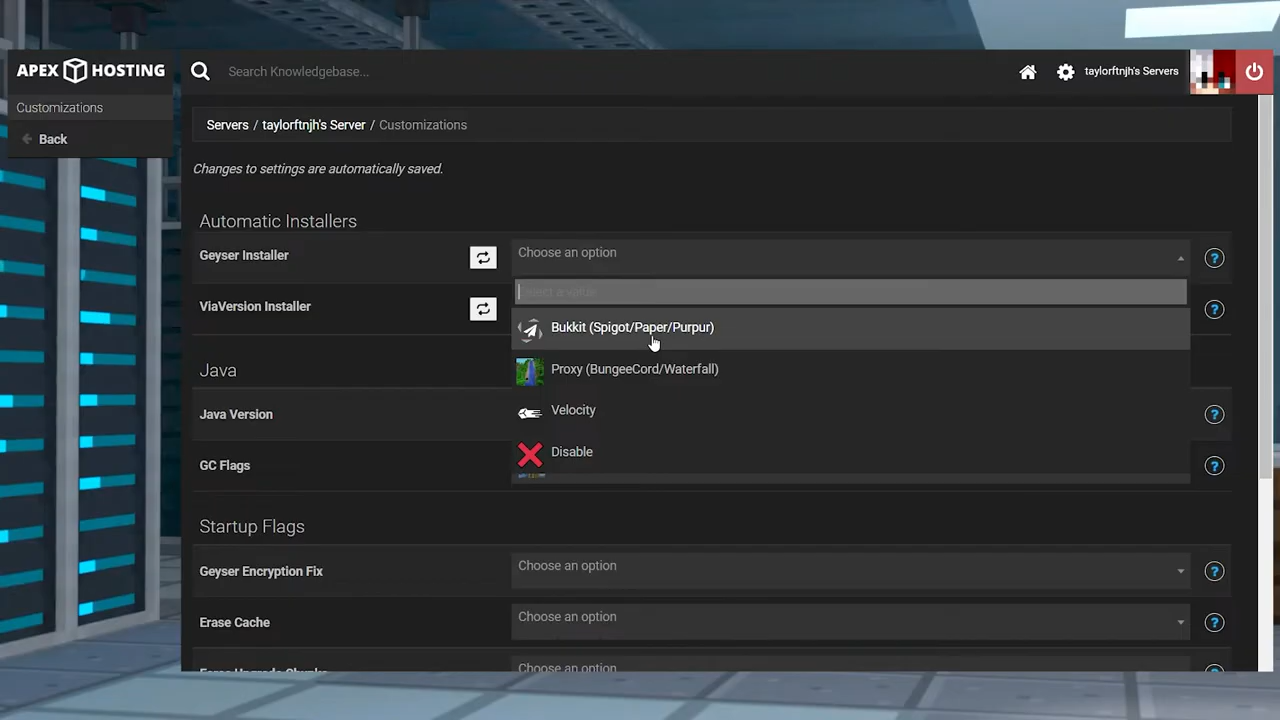 APEX HOSTING
Search Knowledgebase...
taylorftnjh's Servers
Customizations
Back
Servers / taylorftnjh's Server / Customizations
Changes to settings are automatically saved.
Automatic Installers
Geyser Installer
Choose an option
Select a value
Bukkit (Spigot/Paper/Purpur)
Proxy (BungeeCord/Waterfall)
Velocity
Disable
ViaVersion Installer
Java
Java Version
GC Flags
Startup Flags
Geyser Encryption Fix
Choose an option
Erase Cache
Choose an option
Choose an option